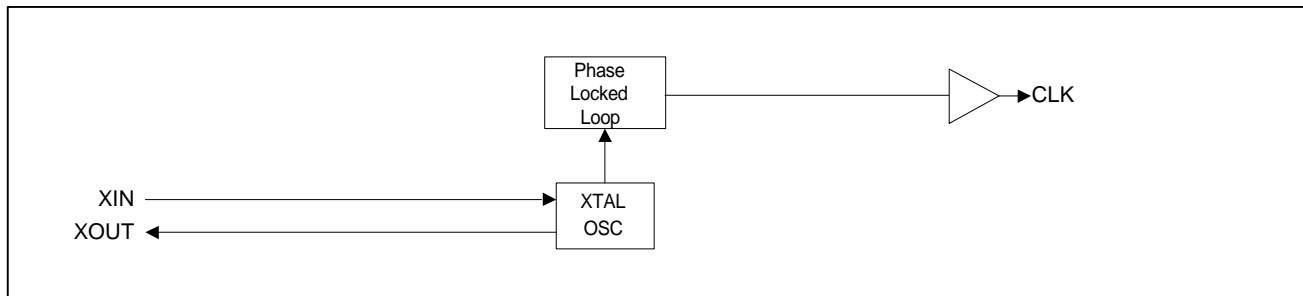 Phase
Locked
Loop
CLK
XIN
XTAL
XOUT
OSC